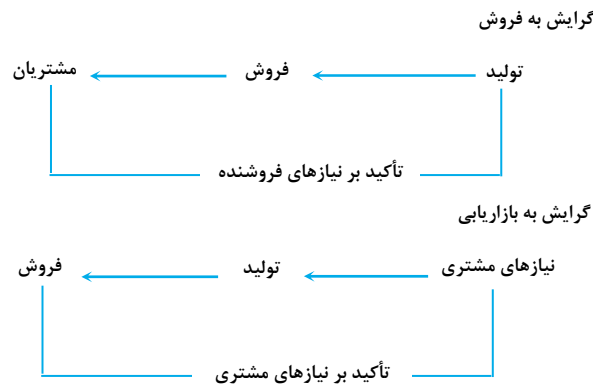 گرایش به فروش
تولید فروش مشتریان
تأکید بر نیازهای فروشنده
گرایش به بازاریابی
نیازهای مشتری تولید فروش
تأکید بر نیازهای مشتری